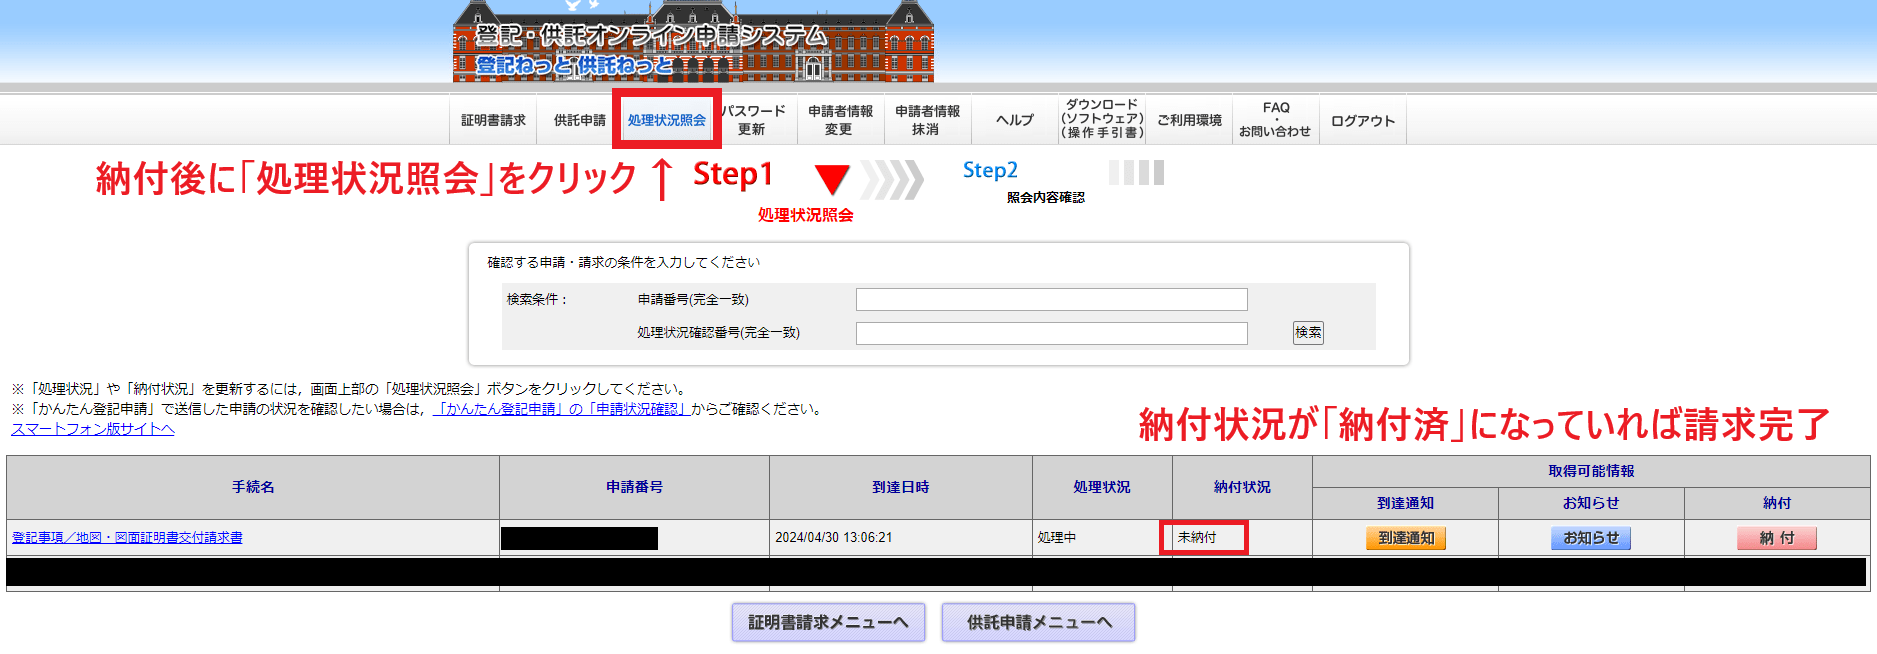 登記・供託オンライン申請システム
登記ねっと 供託ねっと
証明書請求
供託申請
処理状況照会
パスワード
更新
申請者情報
変更
申請者情報
抹消
ヘルプ
ダウンロード
(ソフトウェア)
(操作手引書)
ご利用環境
FAQ
・
お問い合わせ
ログアウト
納付後に「処理状況照会」をクリック ↑
Step1
処理状況照会
Step2
照会内容確認
確認する申請・請求の条件を入力してください
検索条件： 申請番号(完全一致)
処理状況確認番号(完全一致) 検索
※「処理状況」や「納付状況」を更新するには，画面上部の「処理状況照会」ボタンをクリックしてください。
※「かんたん登記申請」で送信した申請の状況を確認したい場合は，「かんたん登記申請」の「申請状況確認」からご確認ください。
スマートフォン版サイトへ
納付状況が「納付済」になっていれば請求完了
手続名 申請番号 到達日時 処理状況 納付状況 取得可能情報
到達通知 お知らせ 納付
登記事項／地図・図面証明書交付請求書 2024/04/30 13:06:21 処理中 未納付 到達通知 お知らせ 納 付
証明書請求メニューへ 供託申請メニューへ